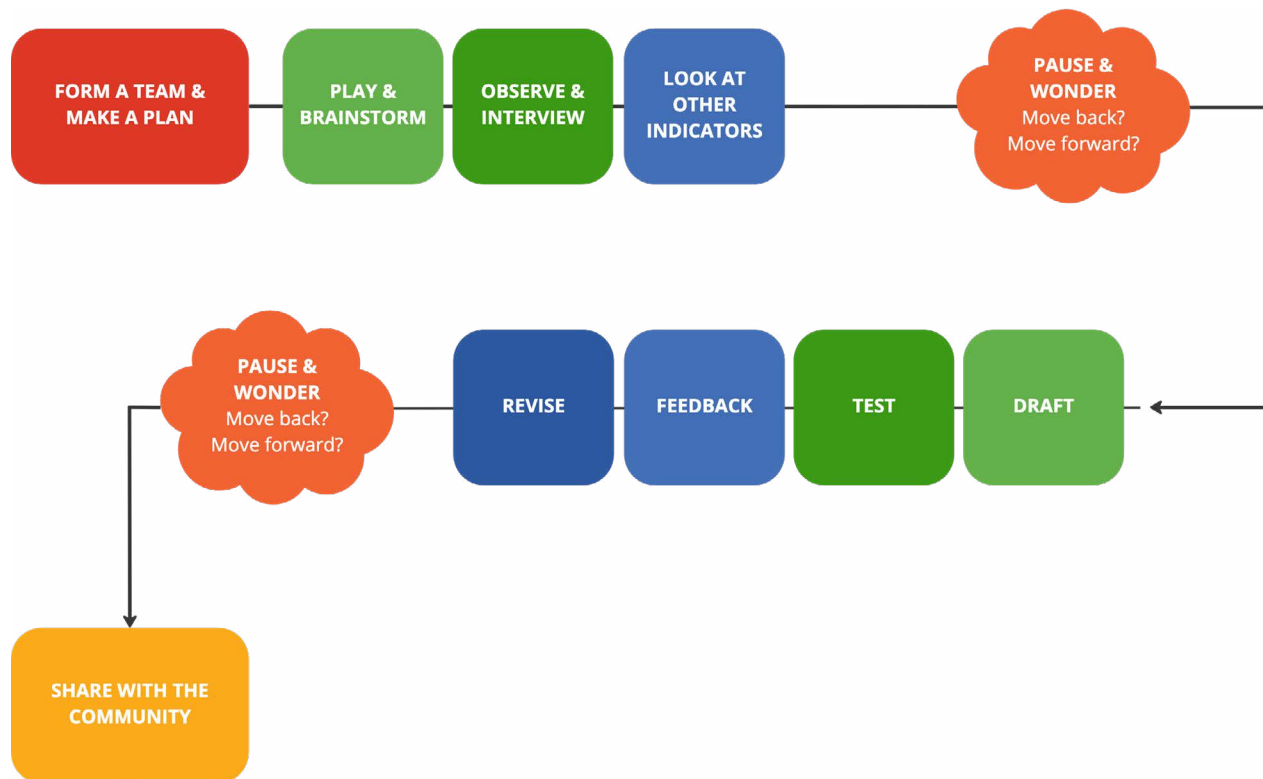 FORM A TEAM &
MAKE A PLAN
PLAY &
BRAINSTORM
OBSERVE &
INTERVIEW
LOOK AT
OTHER
INDICATORS
PAUSE &
WONDER
Move back?
Move forward?
DRAFT
TEST
FEEDBACK
REVISE
PAUSE &
WONDER
Move back?
Move forward?
SHARE WITH THE
COMMUNITY